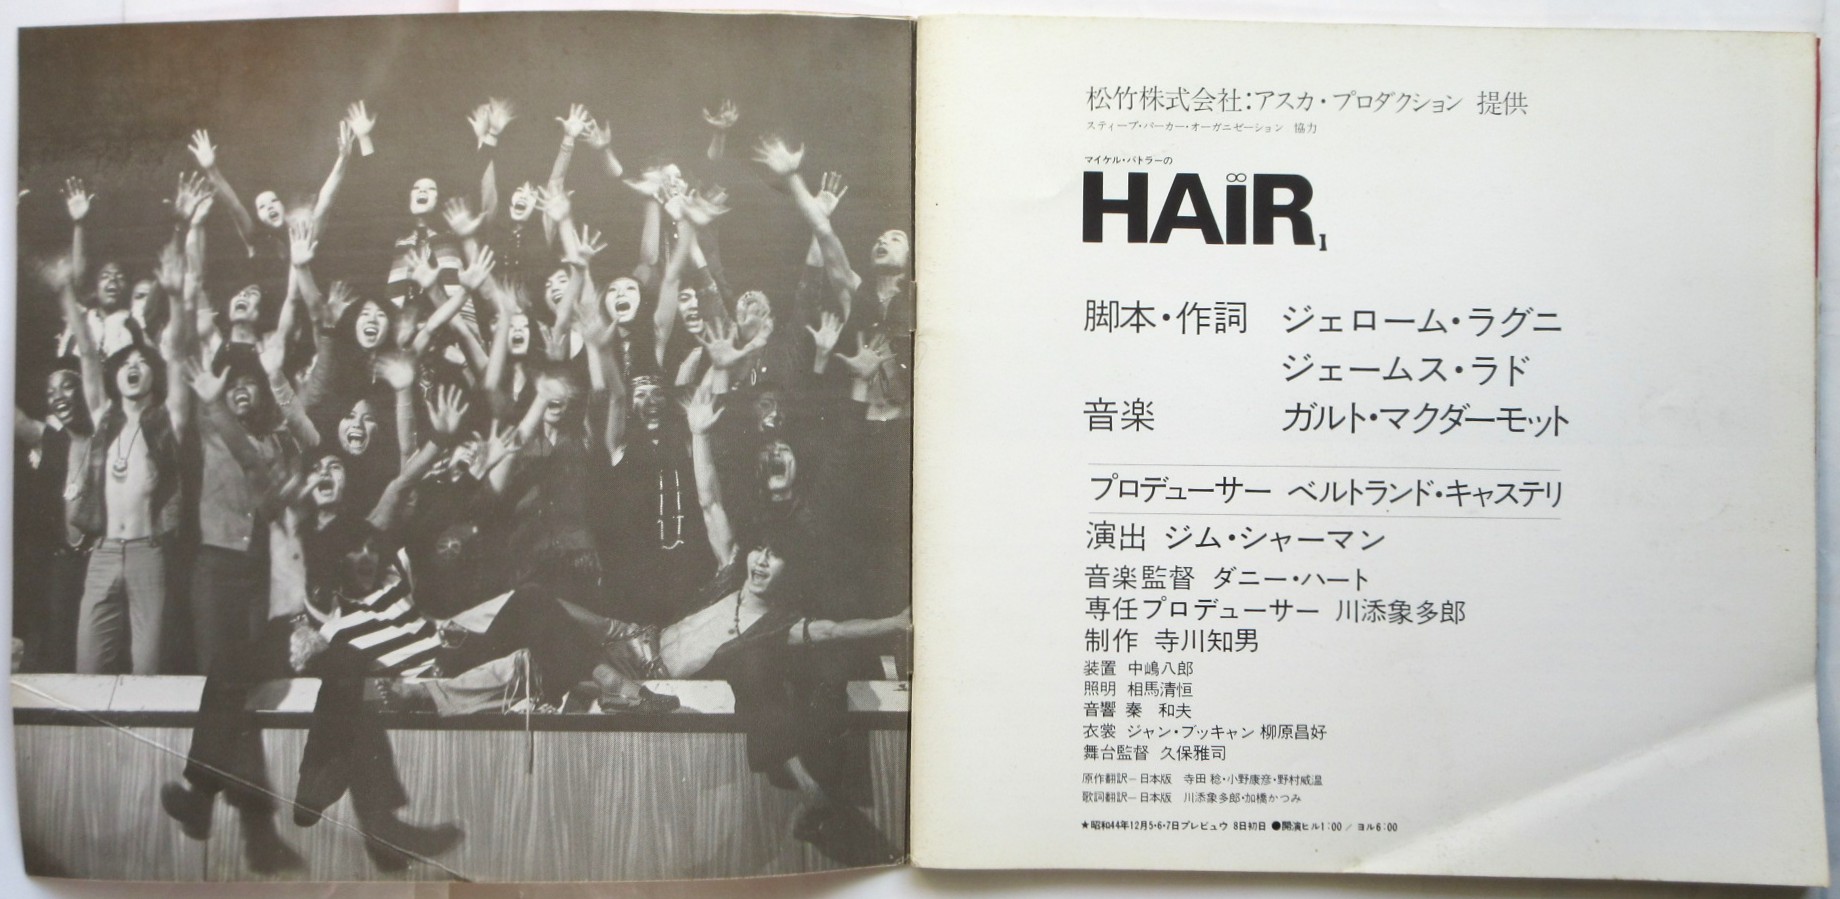 松竹株式会社:アスカ・プロダクション 提供
スティーブ・パーカー・オーガニゼーション 協力
マイケル・バトラーの
HAiR
脚本・作詞 ジェローム・ラグニ
ジェームス・ラド
音楽 ガルト・マクダーモット
プロデューサー ベルトランド・キャステリ
演出 ジム・シャーマン
音楽監督 ダニー・ハート
専任プロデューサー 川添象多郎
制作 寺川知男
装置 中嶋八郎
照明 相馬清恒
音響 秦 和夫
衣裳 ジャン・ブッキャン 柳原昌好
舞台監督 久保雅司
原作翻訳―日本版 寺田 稔・小野康彦・野村威温
歌詞翻訳―日本版 川添象多郎・加橋かつみ
★昭和44年12月5・6・7日プレビュウ 8日初日 ●開演ヒル1:00 / ヨル6:00